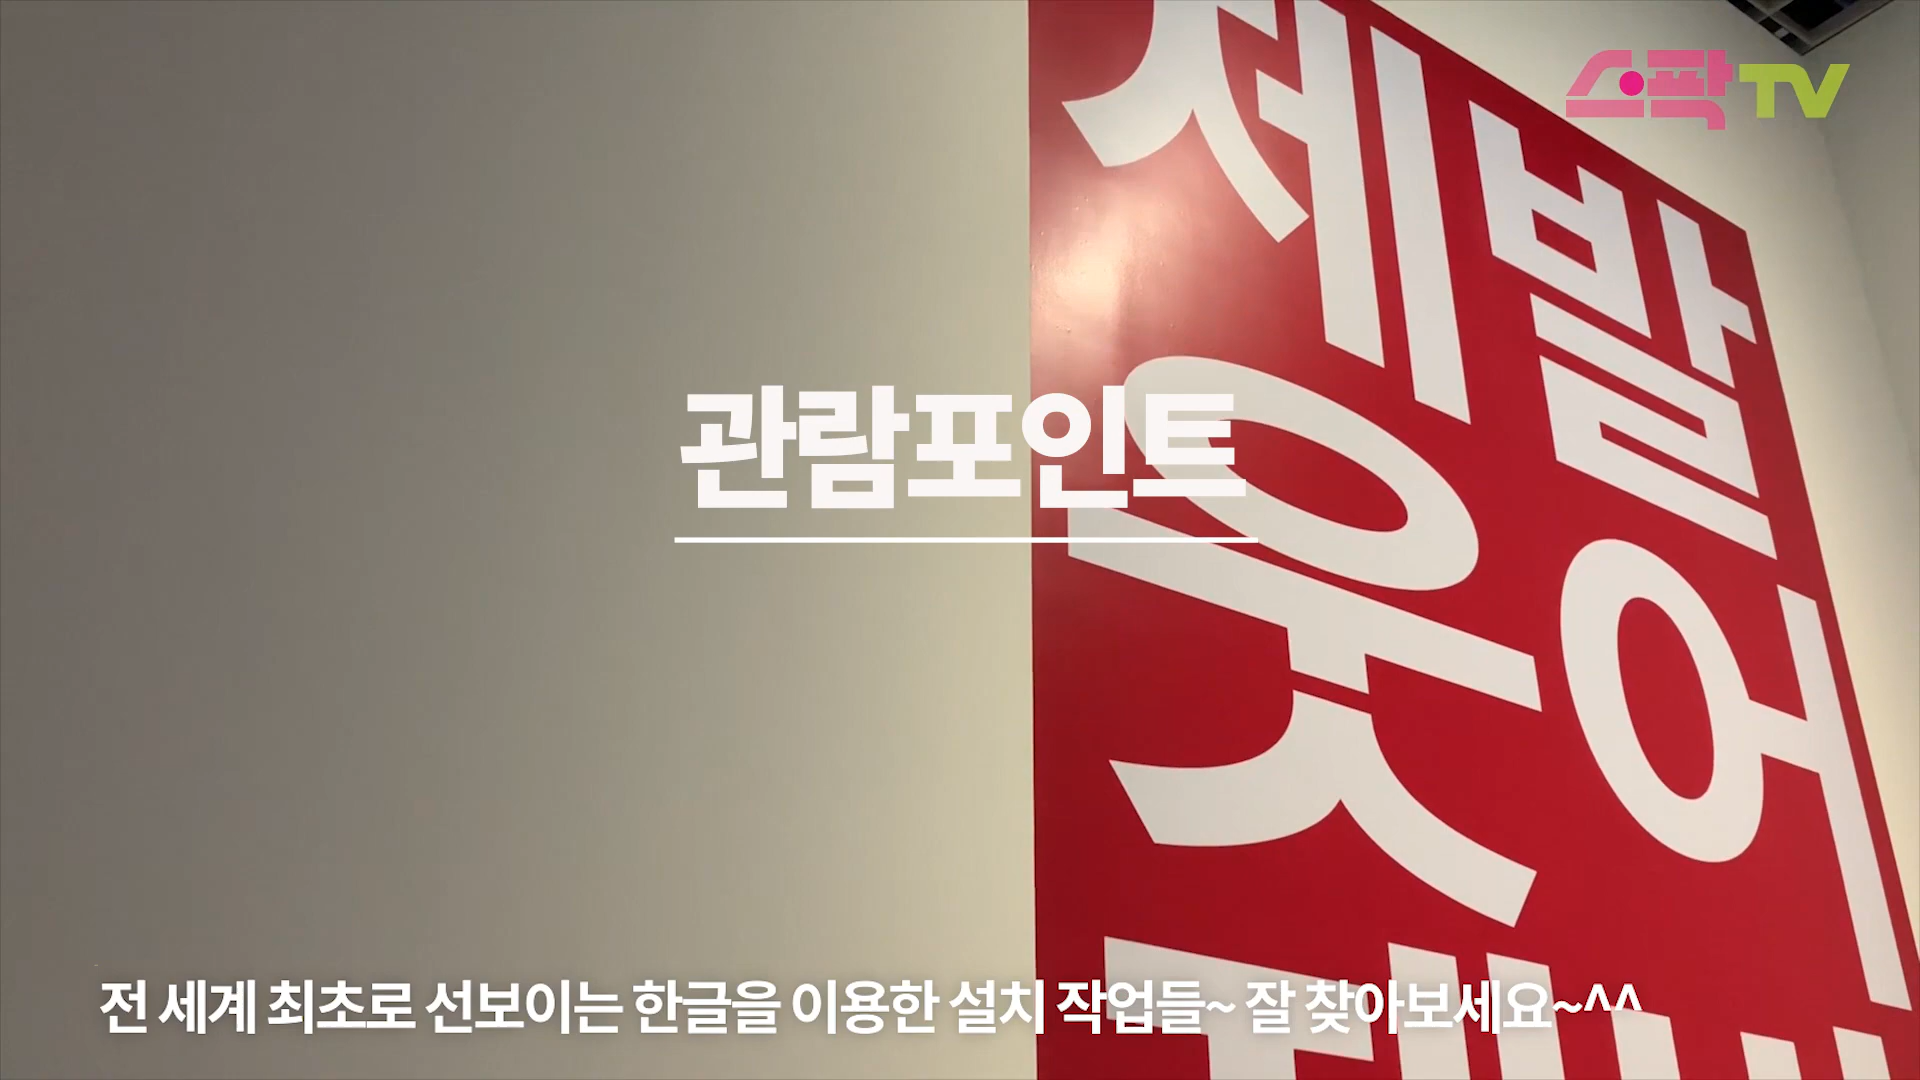 스팍TV
제발
우어
관람포인트
전 세계 최초로 선보이는 한글을 이용한 설치 작업들~ 잘 찾아보세요~^^